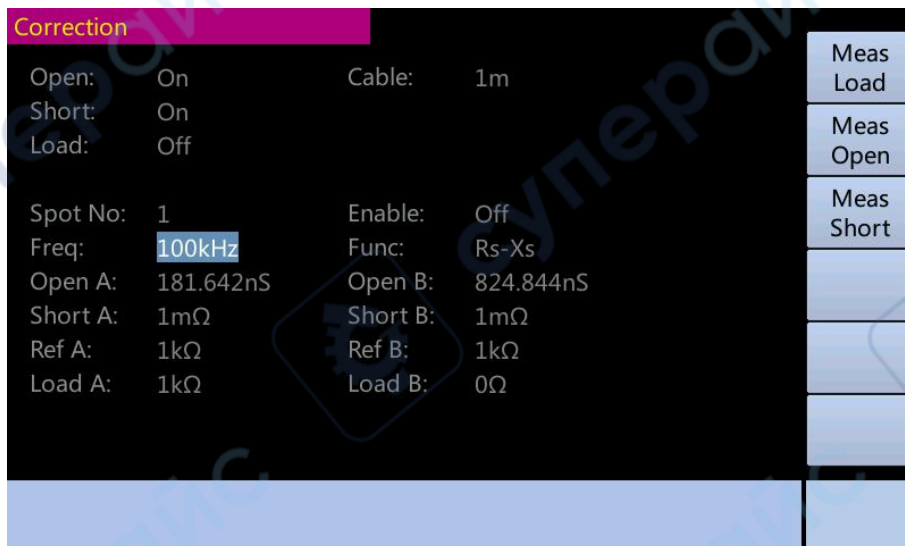 Correction
Open: On Cable: 1m
Short: On
Load: Off
Spot No: 1 Enable: Off
Freq: 100kHz Func: Rs-Xs
Open A: 181.642nS Open B: 824.844nS
Short A: 1mΩ Short B: 1mΩ
Ref A: 1kΩ Ref B: 1kΩ
Load A: 1kΩ Load B: 0Ω
Meas
Load
Meas
Open
Meas
Short
суперайс